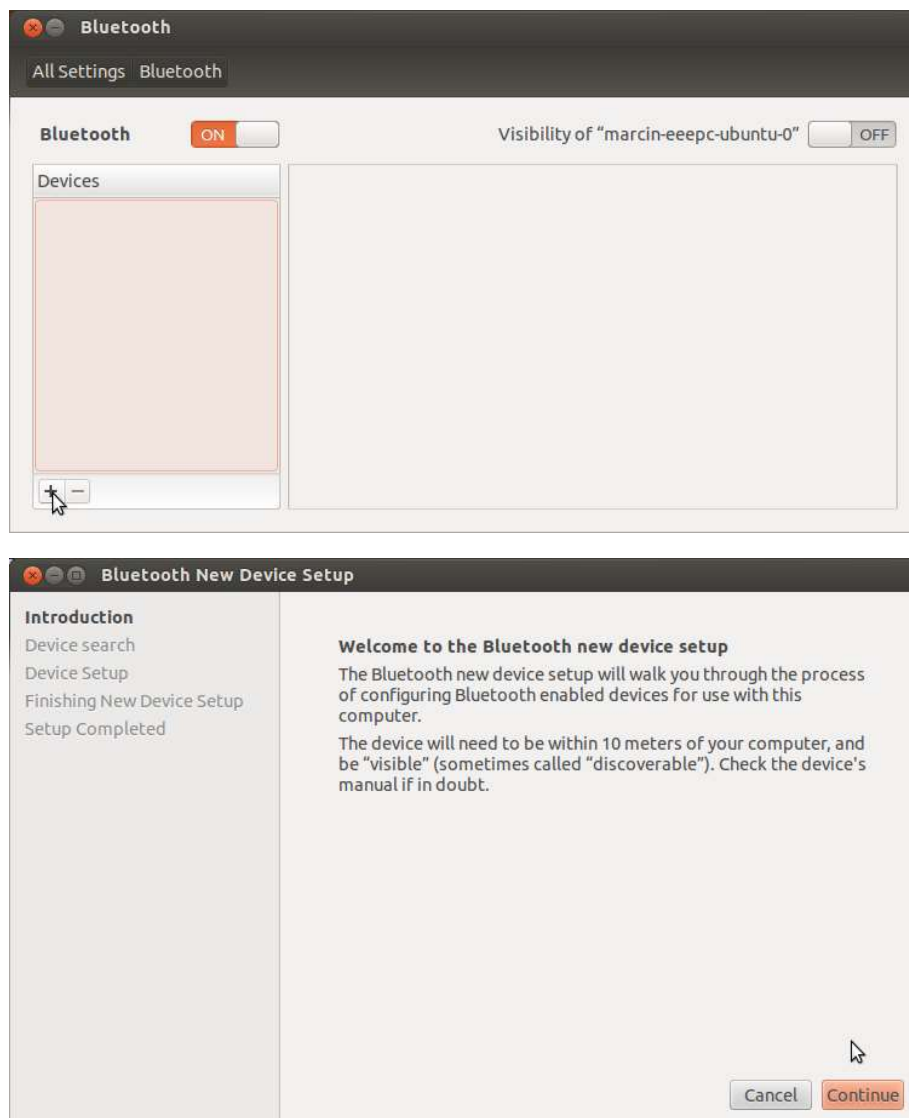 Bluetooth
All Settings Bluetooth
Bluetooth ON Visibility of “marcin-eeepc-ubuntu-0” OFF
Devices
+ −
Bluetooth New Device Setup
Introduction
Device search
Device Setup
Finishing New Device Setup
Setup Completed
Welcome to the Bluetooth new device setup
The Bluetooth new device setup will walk you through the process
of configuring Bluetooth enabled devices for use with this
computer.
The device will need to be within 10 meters of your computer, and
be “visible” (sometimes called “discoverable”). Check the device's
manual if in doubt.
Cancel Continue